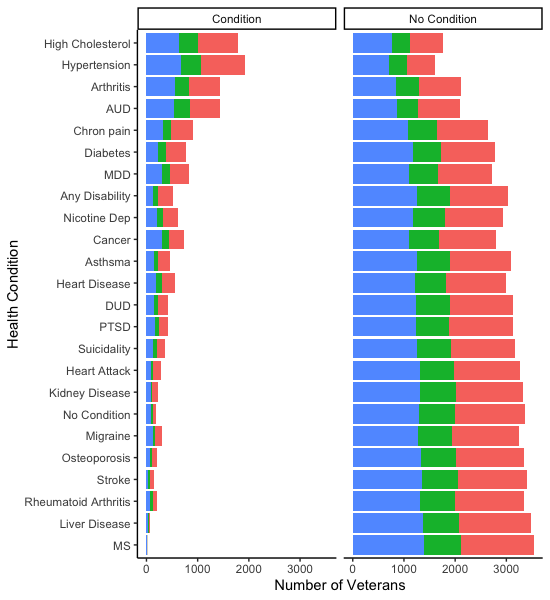 Condition
No Condition
High Cholesterol
Hypertension
Arthritis
AUD
Chron pain
Diabetes
MDD
Any Disability
Nicotine Dep
Cancer
Asthsma
Heart Disease
DUD
PTSD
Suicidality
Heart Attack
Kidney Disease
No Condition
Migraine
Osteoporosis
Stroke
Rheumatoid Arthritis
Liver Disease
MS
Health Condition
0 1000 2000 3000
0 1000 2000 3000
Number of Veterans